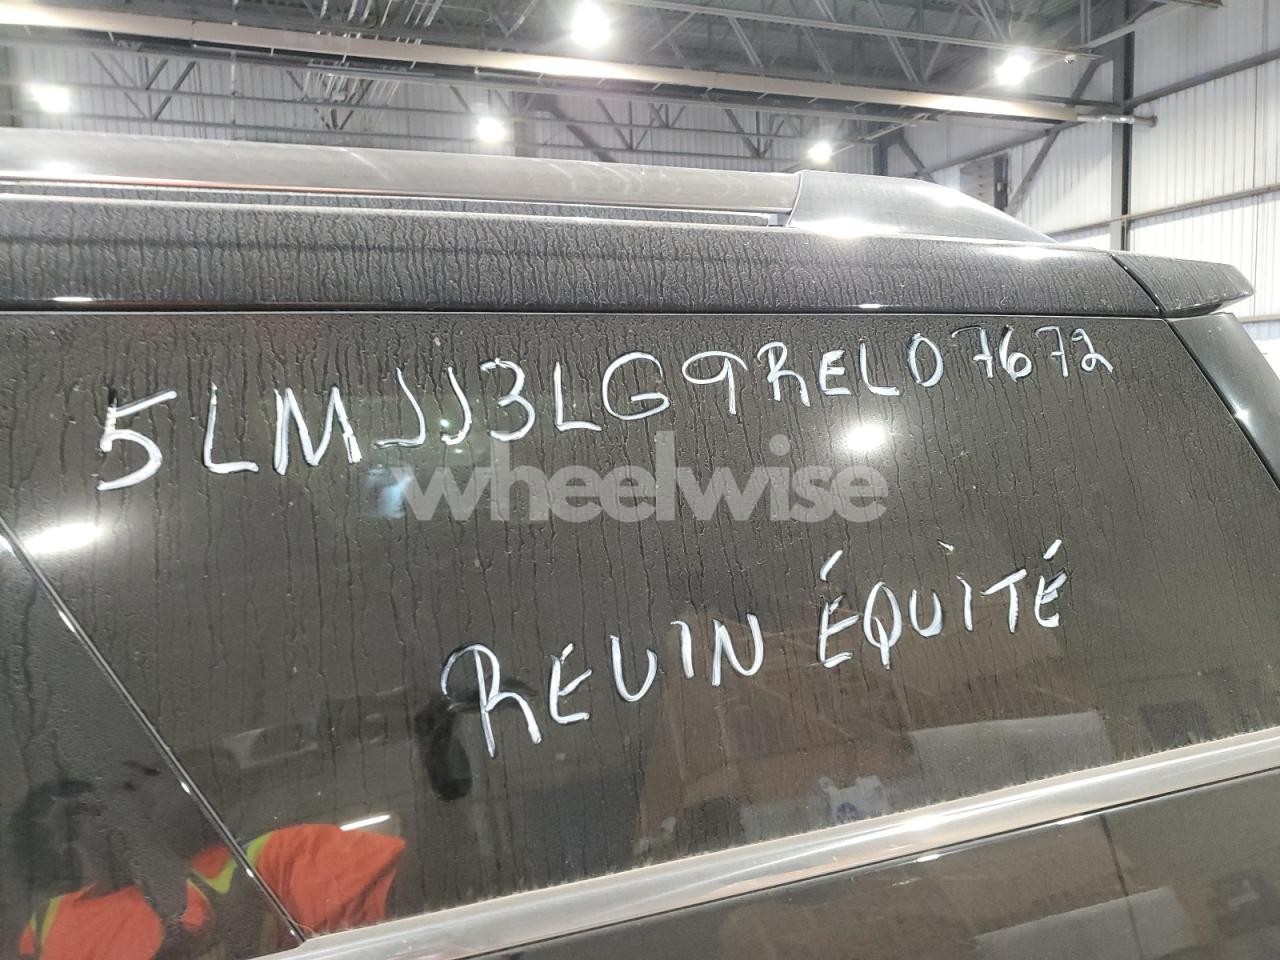 5LMJJ3LG9REL07672
wheelwise
REVIN ÉQUITÉ